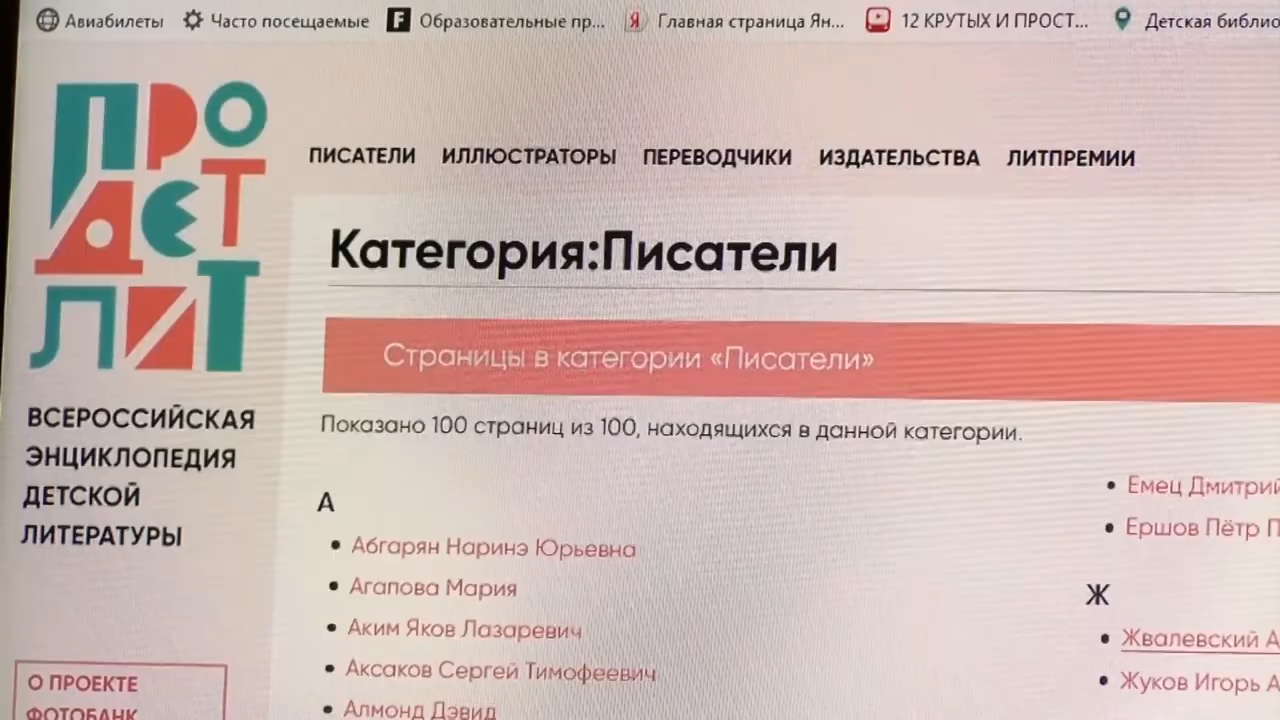 Авиабилеты Часто посещаемые Образовательные пр... Главная страница Ян... 12 КРУТЫХ И ПРОСТ... Детская библио
ПРО
ДЕТ
ЛИТ
ПИСАТЕЛИ ИЛЛЮСТРАТОРЫ ПЕРЕВОДЧИКИ ИЗДАТЕЛЬСТВА ЛИТПРЕМИИ
Категория:Писатели
Страницы в категории «Писатели»
Показано 100 страниц из 100, находящихся в данной категории.
ВСЕРОССИЙСКАЯ
ЭНЦИКЛОПЕДИЯ
ДЕТСКОЙ
ЛИТЕРАТУРЫ
О ПРОЕКТЕ
ФОТОБАНК
А
Абгарян Наринэ Юрьевна
Агапова Мария
Аким Яков Лазаревич
Аксаков Сергей Тимофеевич
Алмонд Дэвид
Емец Дмитрий
Ершов Пётр П
Ж
Жвалевский А
Жуков Игорь А